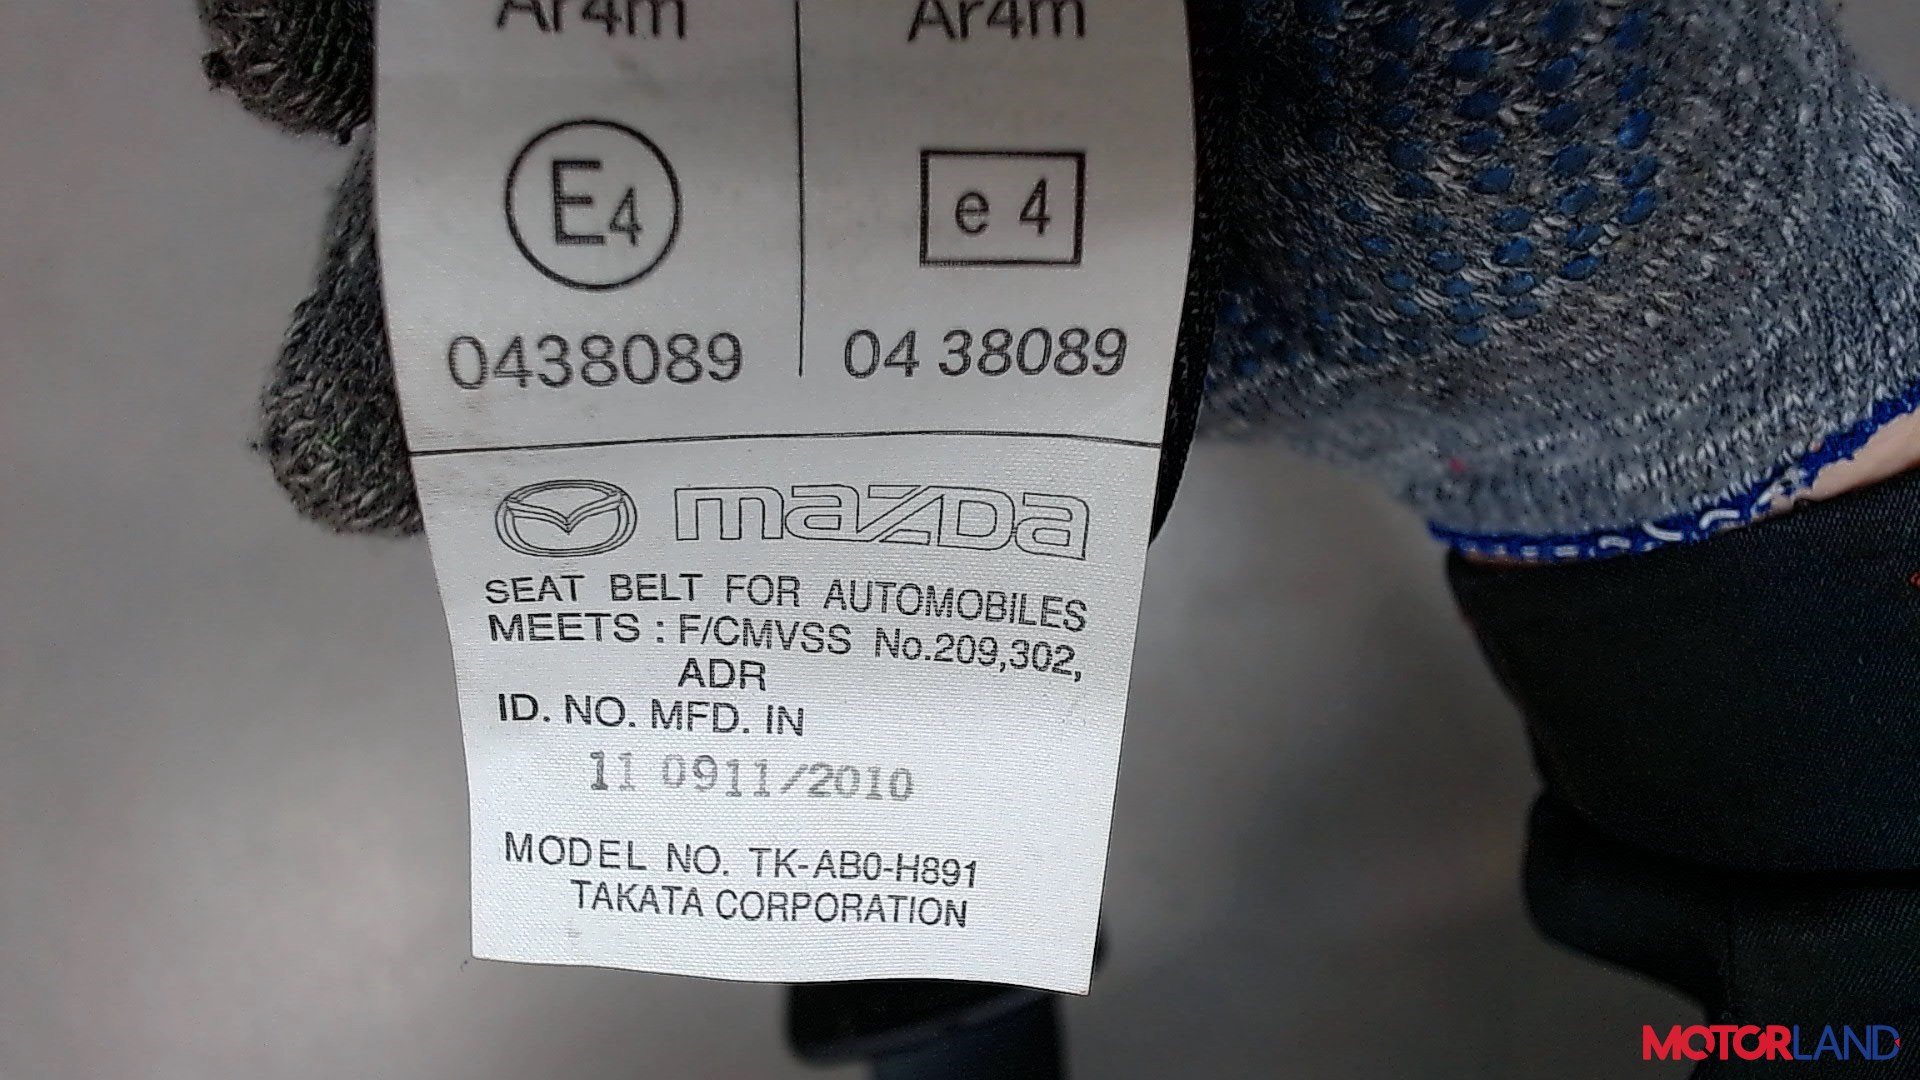 Ar4m Ar4m
E4 e 4
0438089 04 38089
mazda
SEAT BELT FOR AUTOMOBILES
MEETS : F/CMVSS No.209,302,
ADR
ID. NO. MFD. IN
11 0911/2010
MODEL NO. TK-AB0-H891
TAKATA CORPORATION
MOTORLAND